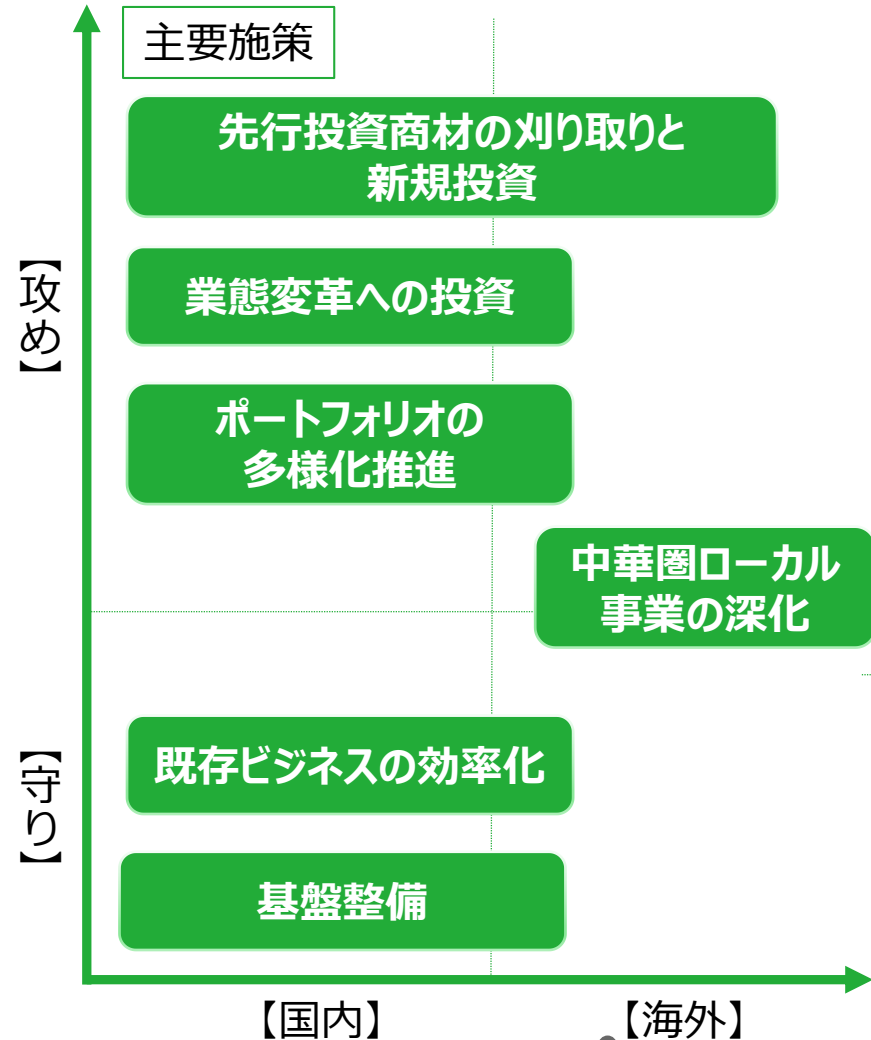 主要施策
先行投資商材の刈り取りと
新規投資
【攻め】
業態変革への投資
ポートフォリオの
多様化推進
中華圏ローカル
事業の深化
【守り】
既存ビジネスの効率化
基盤整備
【国内】
【海外】